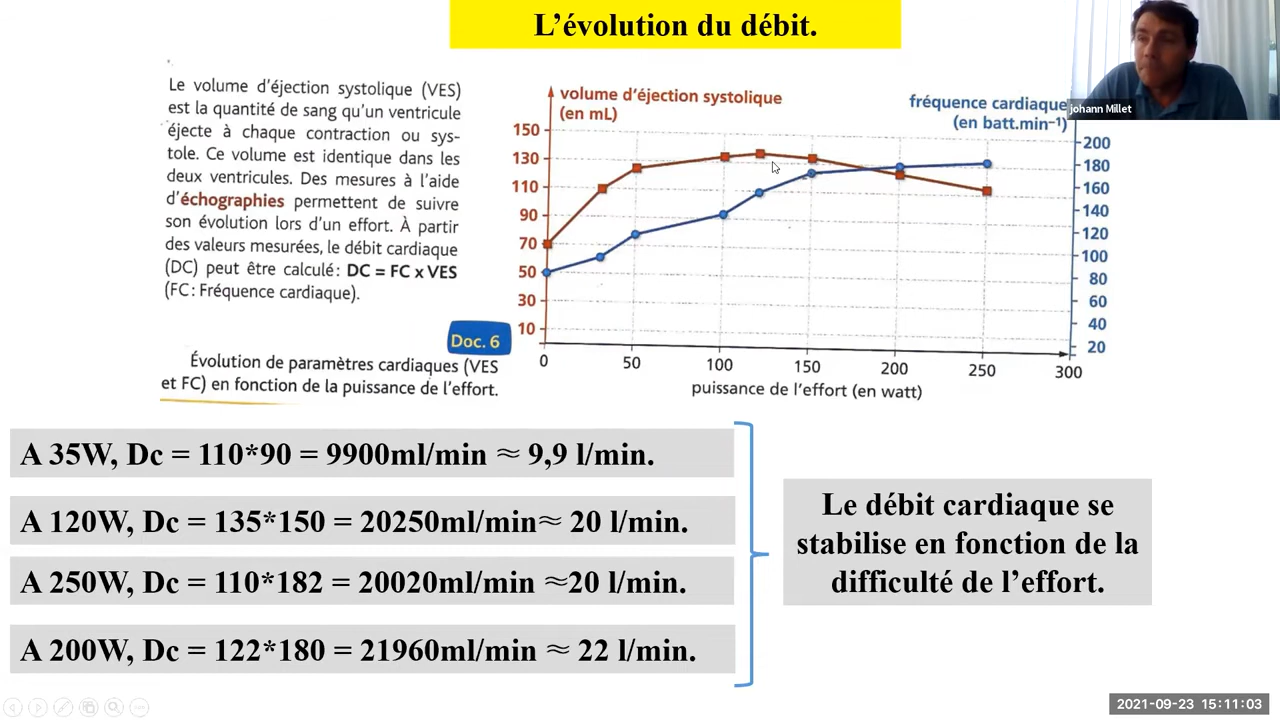 L'évolution du débit.
Le volume d'éjection systolique (VES)
est la quantité de sang qu'un ventricule
éjecte à chaque contraction ou sys-
tole. Ce volume est identique dans les
deux ventricules. Des mesures à l'aide
d'échographies permettent de suivre
son évolution lors d'un effort. À partir
des valeurs mesurées, le débit cardiaque
(DC) peut être calculé : DC = FC x VES
(FC : Fréquence cardiaque).
Doc. 6
Évolution de paramètres cardiaques (VES
et FC) en fonction de la puissance de l'effort.
volume d'éjection systolique
(en mL)
150
130
110
90
70
50
30
10
fréquence cardiaque
(en batt.min⁻¹)
200
180
160
140
120
100
80
60
40
20
0 50 100 150 200 250 300
puissance de l'effort (en watt)
johann Millet
A 35W, Dc = 110*90 = 9900ml/min ≈ 9,9 l/min.
A 120W, Dc = 135*150 = 20250ml/min≈ 20 l/min.
A 250W, Dc = 110*182 = 20020ml/min ≈20 l/min.
A 200W, Dc = 122*180 = 21960ml/min ≈ 22 l/min.
Le débit cardiaque se
stabilise en fonction de la
difficulté de l'effort.
2021-09-23 15:11:03